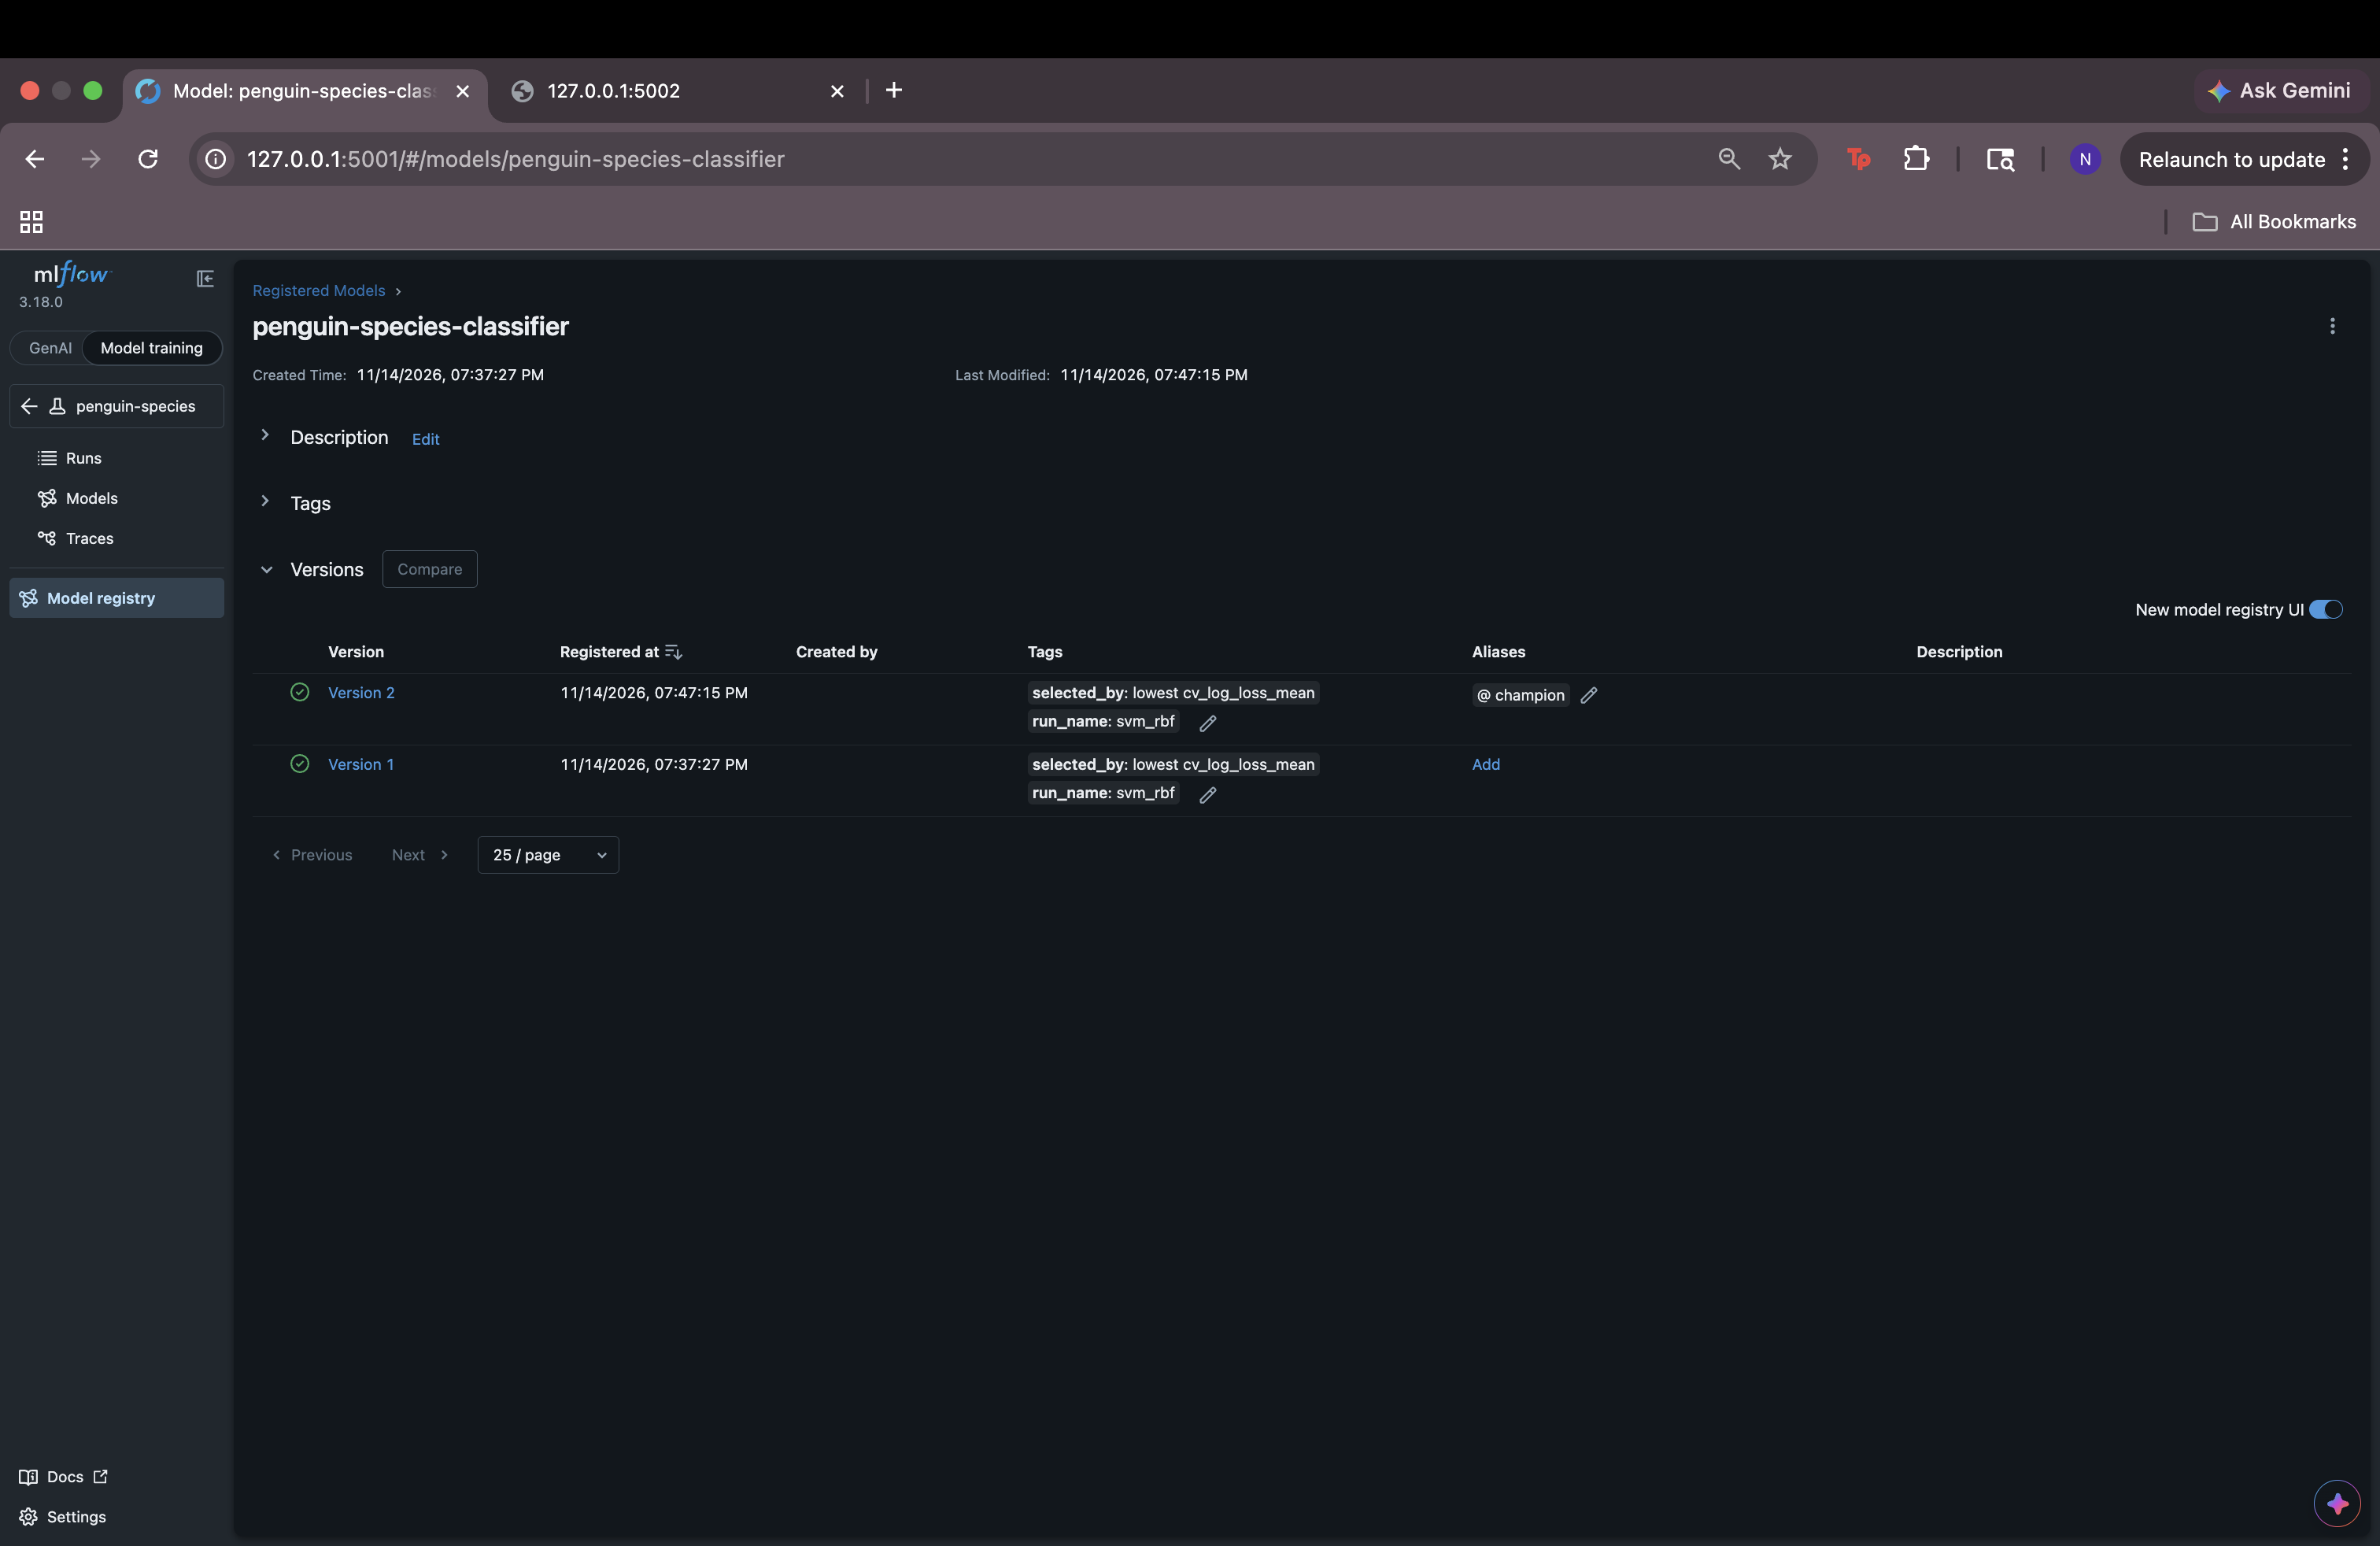 Model: penguin-species-clas
127.0.0.1:5002
Ask Gemini
127.0.0.1:5001/#/models/penguin-species-classifier
Tp
N
Relaunch to update
All Bookmarks
mlflow
3.18.0
GenAI
Model training
penguin-species
Runs
Models
Traces
Model registry
Docs
Settings
Registered Models
penguin-species-classifier
Created Time: 11/14/2026, 07:37:27 PM
Last Modified: 11/14/2026, 07:47:15 PM
Description Edit
Tags
Versions Compare
New model registry UI
Version Registered at Created by Tags Aliases Description
Version 2 11/14/2026, 07:47:15 PM selected_by: lowest cv_log_loss_mean @ champion
run_name: svm_rbf
Version 1 11/14/2026, 07:37:27 PM selected_by: lowest cv_log_loss_mean Add
run_name: svm_rbf
Previous Next 25 / page